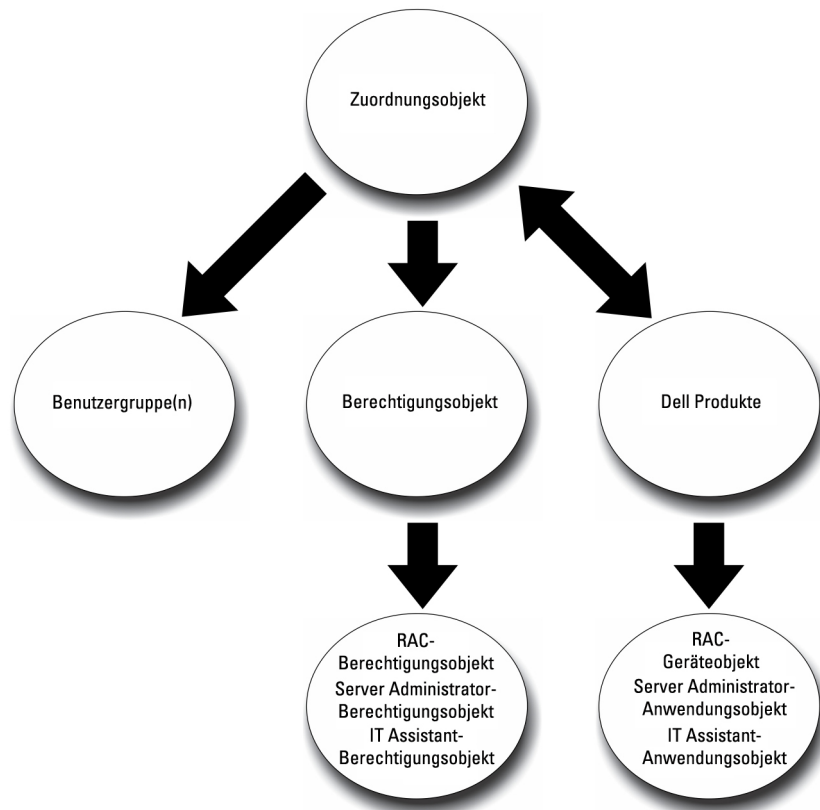 Zuordnungsobjekt
Benutzergruppe(n)
Berechtigungsobjekt
Dell Produkte
RAC-
Berechtigungsobjekt
Server Administrator-
Berechtigungsobjekt
IT Assistant-
Berechtigungsobjekt
RAC-
Geräteobjekt
Server Administrator-
Anwendungsobjekt
IT Assistant-
Anwendungsobjekt